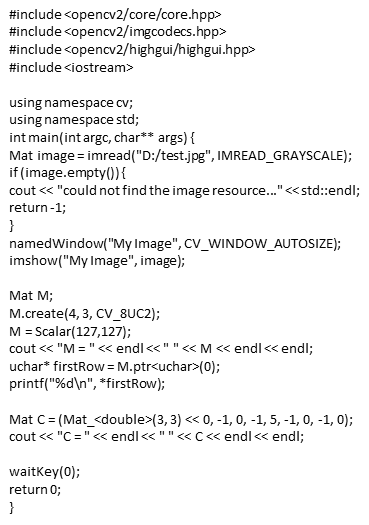 #include <opencv2/core/core.hpp>
#include <opencv2/imgcodecs.hpp>
#include <opencv2/highgui/highgui.hpp>
#include <iostream>

using namespace cv;
using namespace std;
int main(int argc, char** args) {
Mat image = imread("D:/test.jpg", IMREAD_GRAYSCALE);
if (image.empty()) {
cout << "could not find the image resource..." << std::endl;
return -1;
}
namedWindow("My Image", CV_WINDOW_AUTOSIZE);
imshow("My Image", image);

Mat M;
M.create(4, 3, CV_8UC2);
M = Scalar(127,127);
cout << "M = " << endl << " " << M << endl << endl;
uchar* firstRow = M.ptr<uchar>(0);
printf("%d\n", *firstRow);

Mat C = (Mat_<double>(3, 3) << 0, -1, 0, -1, 5, -1, 0, -1, 0);
cout << "C = " << endl << " " << C << endl << endl;

waitKey(0);
return 0;
}